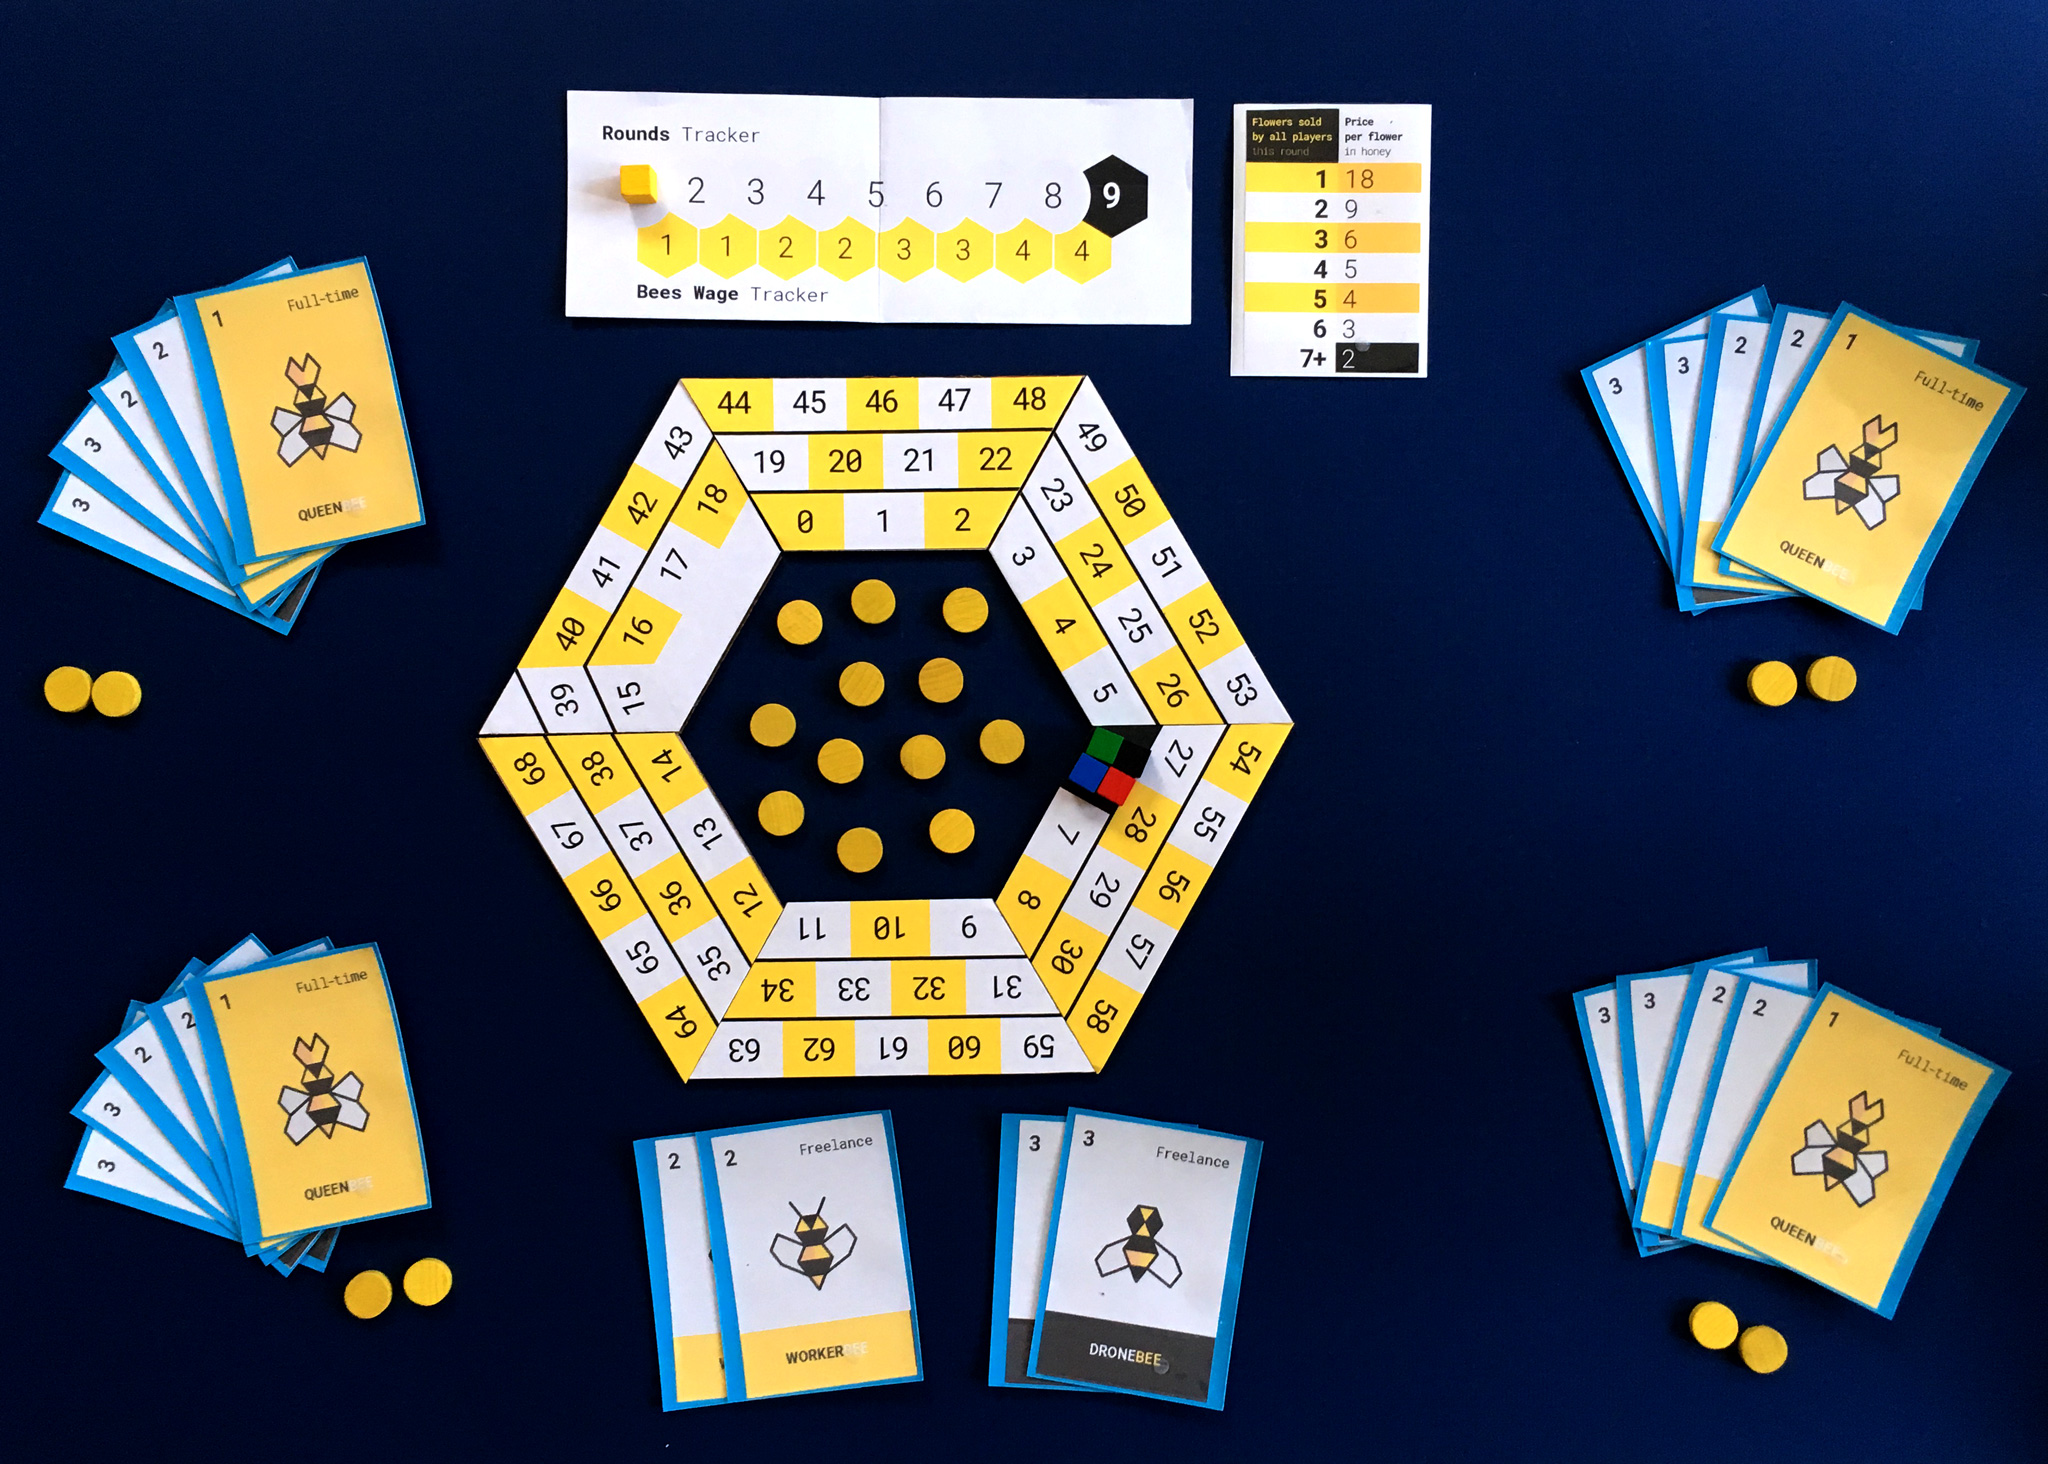 Rounds Tracker
2 3 4 5 6 7 8 9
1 1 2 2 3 3 4 4
Bees Wage Tracker
Flowers sold Price
by all players per flower
this round in honey
1 18
2 9
3 6
4 5
5 4
6 3
7+ 2
1 Full-time
2
2
3
3
QUEENBEE
3
3
2
2
1 Full-time
QUEENBEE
44 45 46 47 48
19 20 21 22
0 1 2
49 50 51 52 53
23 24 25 26
3 4 5
54 55 56 57 58
27 28 29 30
7 8
59 60 61 62 63
31 32 33 34
9 10 11
64 65 66 67 68
35 36 37 38
12 13 14
39 40 41 42 43
15 16 17 18
1 Full-time
2
2
3
3
QUEENBEE
3
3
2
2
1 Full-time
QUEENBEE
2
2 Freelance
WORKERBEE
3
3 Freelance
DRONEBEE